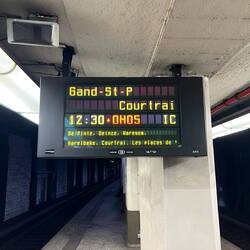 Gand-St-P
Courtrai
12:30+0H05 IC
De Pinte. Deinze. Waregem.
Harelbeke. Courtrai. Les places de